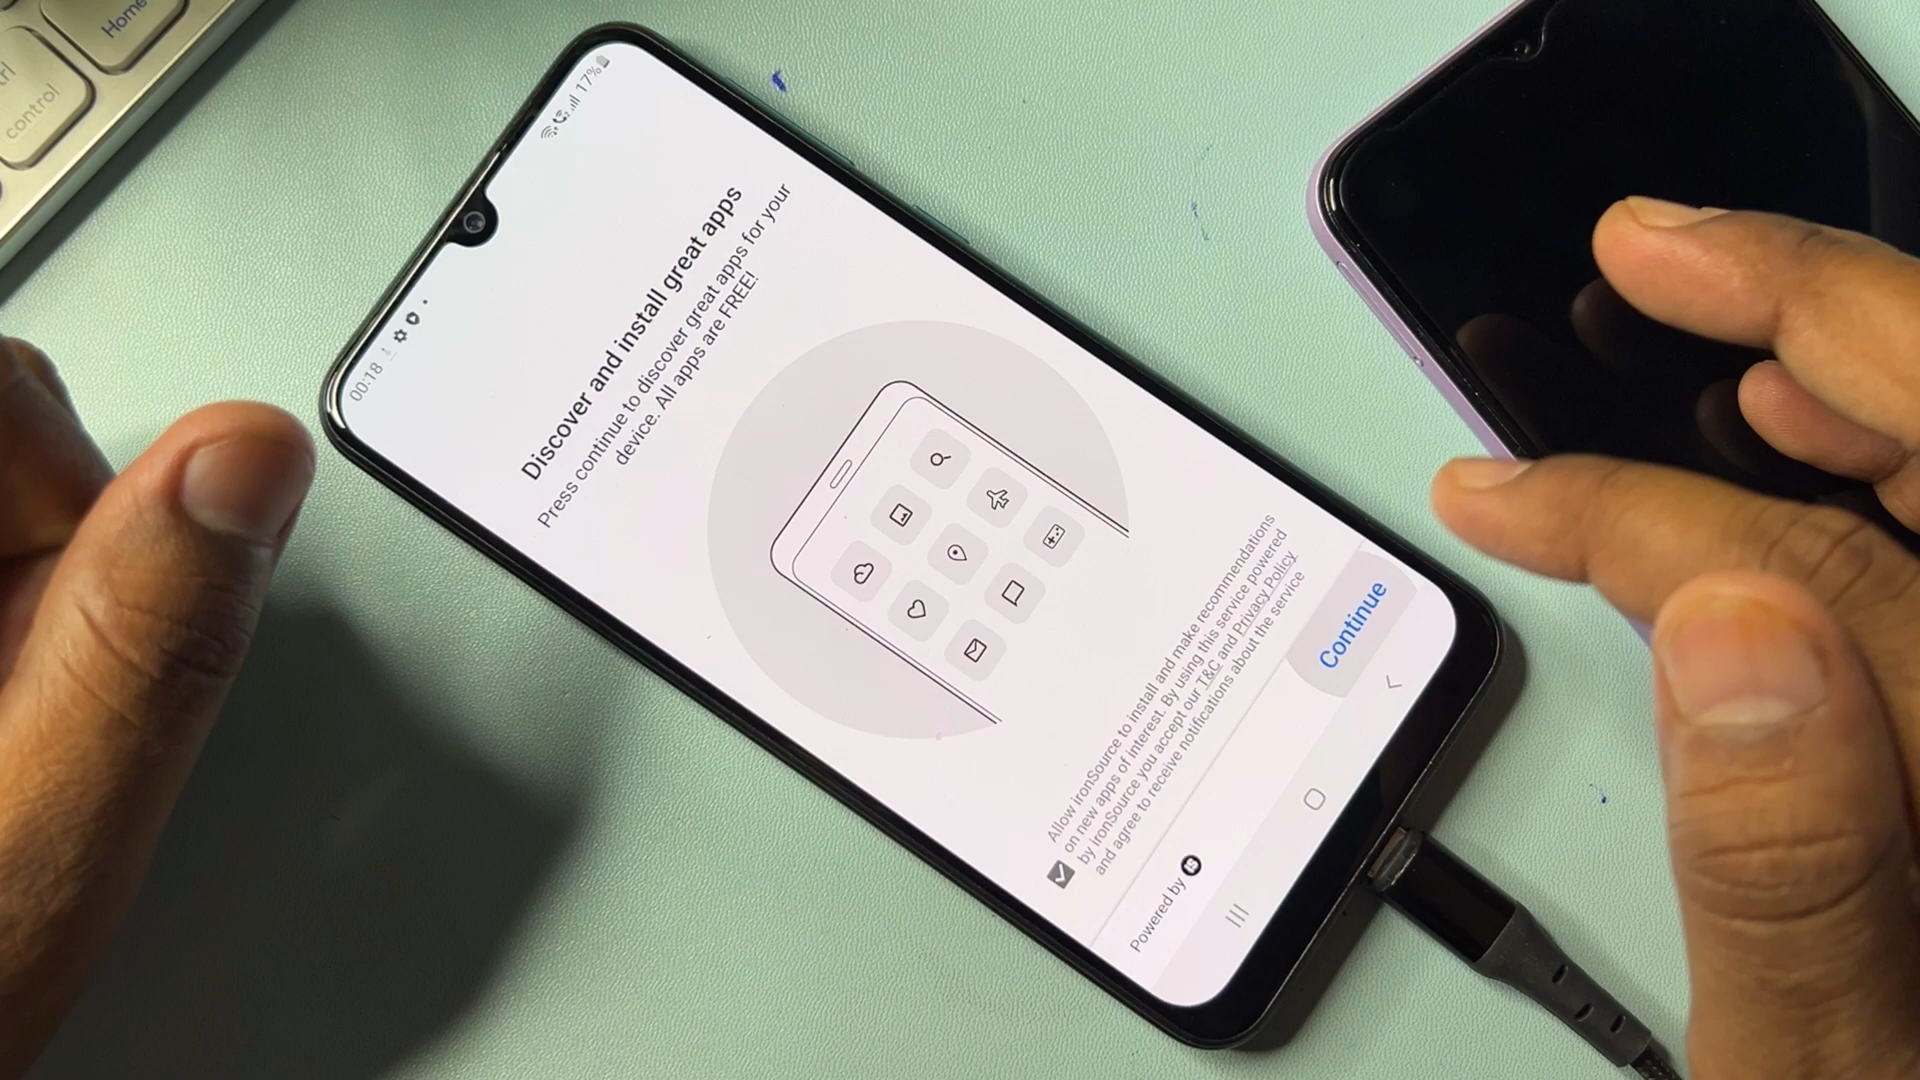 Home
ctrl
control
00:18
17%
Discover and install great apps
Press continue to discover great apps for your
device. All apps are FREE!
Allow ironSource to install and make recommendations
on new apps of interest. By using this service powered
by ironSource you accept our T&C and Privacy Policy
and agree to receive notifications about the service
Continue
Powered by iS